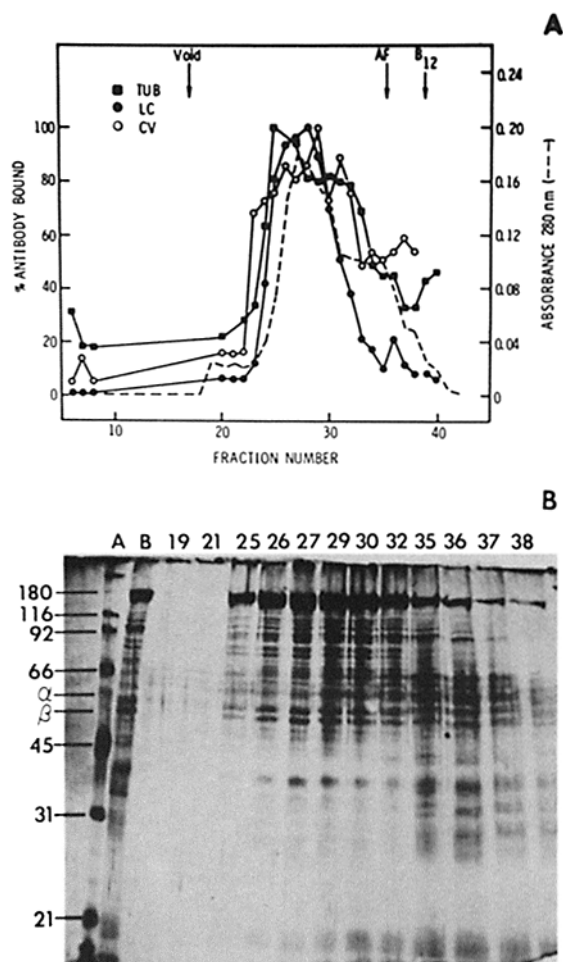 A
Void
AF
B12
TUB
LC
CV
% ANTIBODY BOUND
100
80
60
40
20
0
0.24
0.20
0.16
0.12
0.08
0.04
0
ABSORBANCE 280 nm (---)
10 20 30 40
FRACTION NUMBER
B
A B 19 21 25 26 27 29 30 32 35 36 37 38
180
116
92
66
α
β
45
31
21